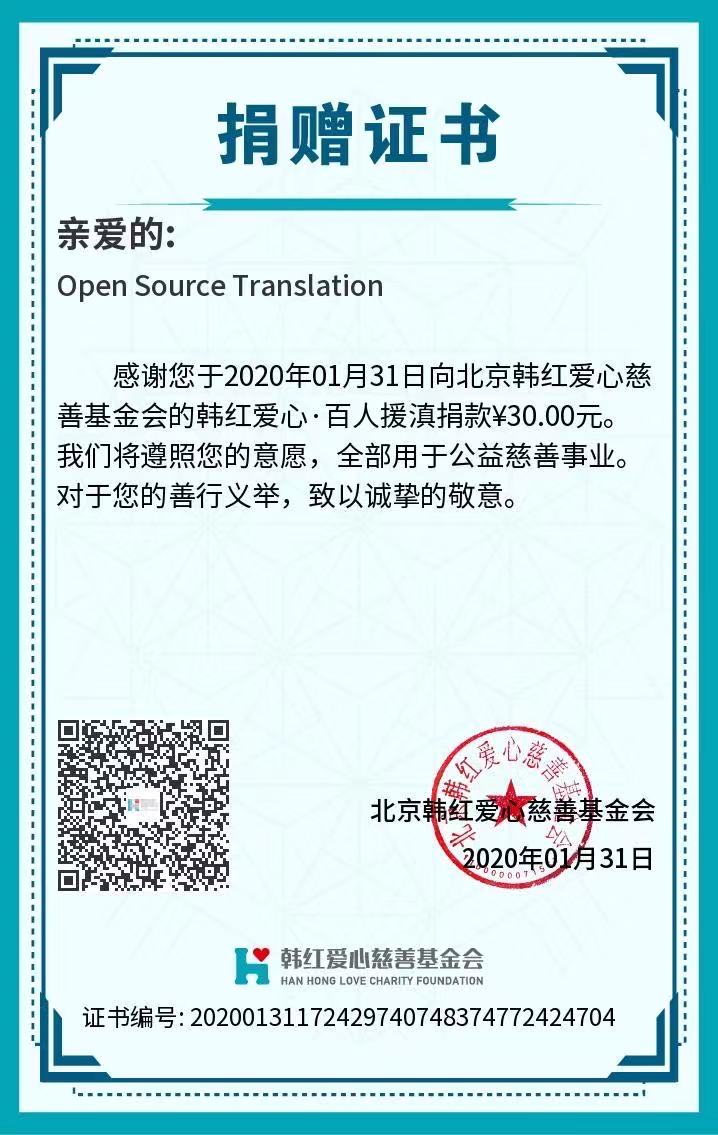 捐赠证书
亲爱的:
Open Source Translation
感谢您于2020年01月31日向北京韩红爱心慈
善基金会的韩红爱心·百人援滇捐款¥30.00元。
我们将遵照您的意愿，全部用于公益慈善事业。
对于您的善行义举，致以诚挚的敬意。
北京韩红爱心慈善基金会
北京韩红爱心慈善基金会
2020年01月31日
韩红爱心慈善基金会
HAN HONG LOVE CHARITY FOUNDATION
证书编号: 2020013117242974074837477242470​4